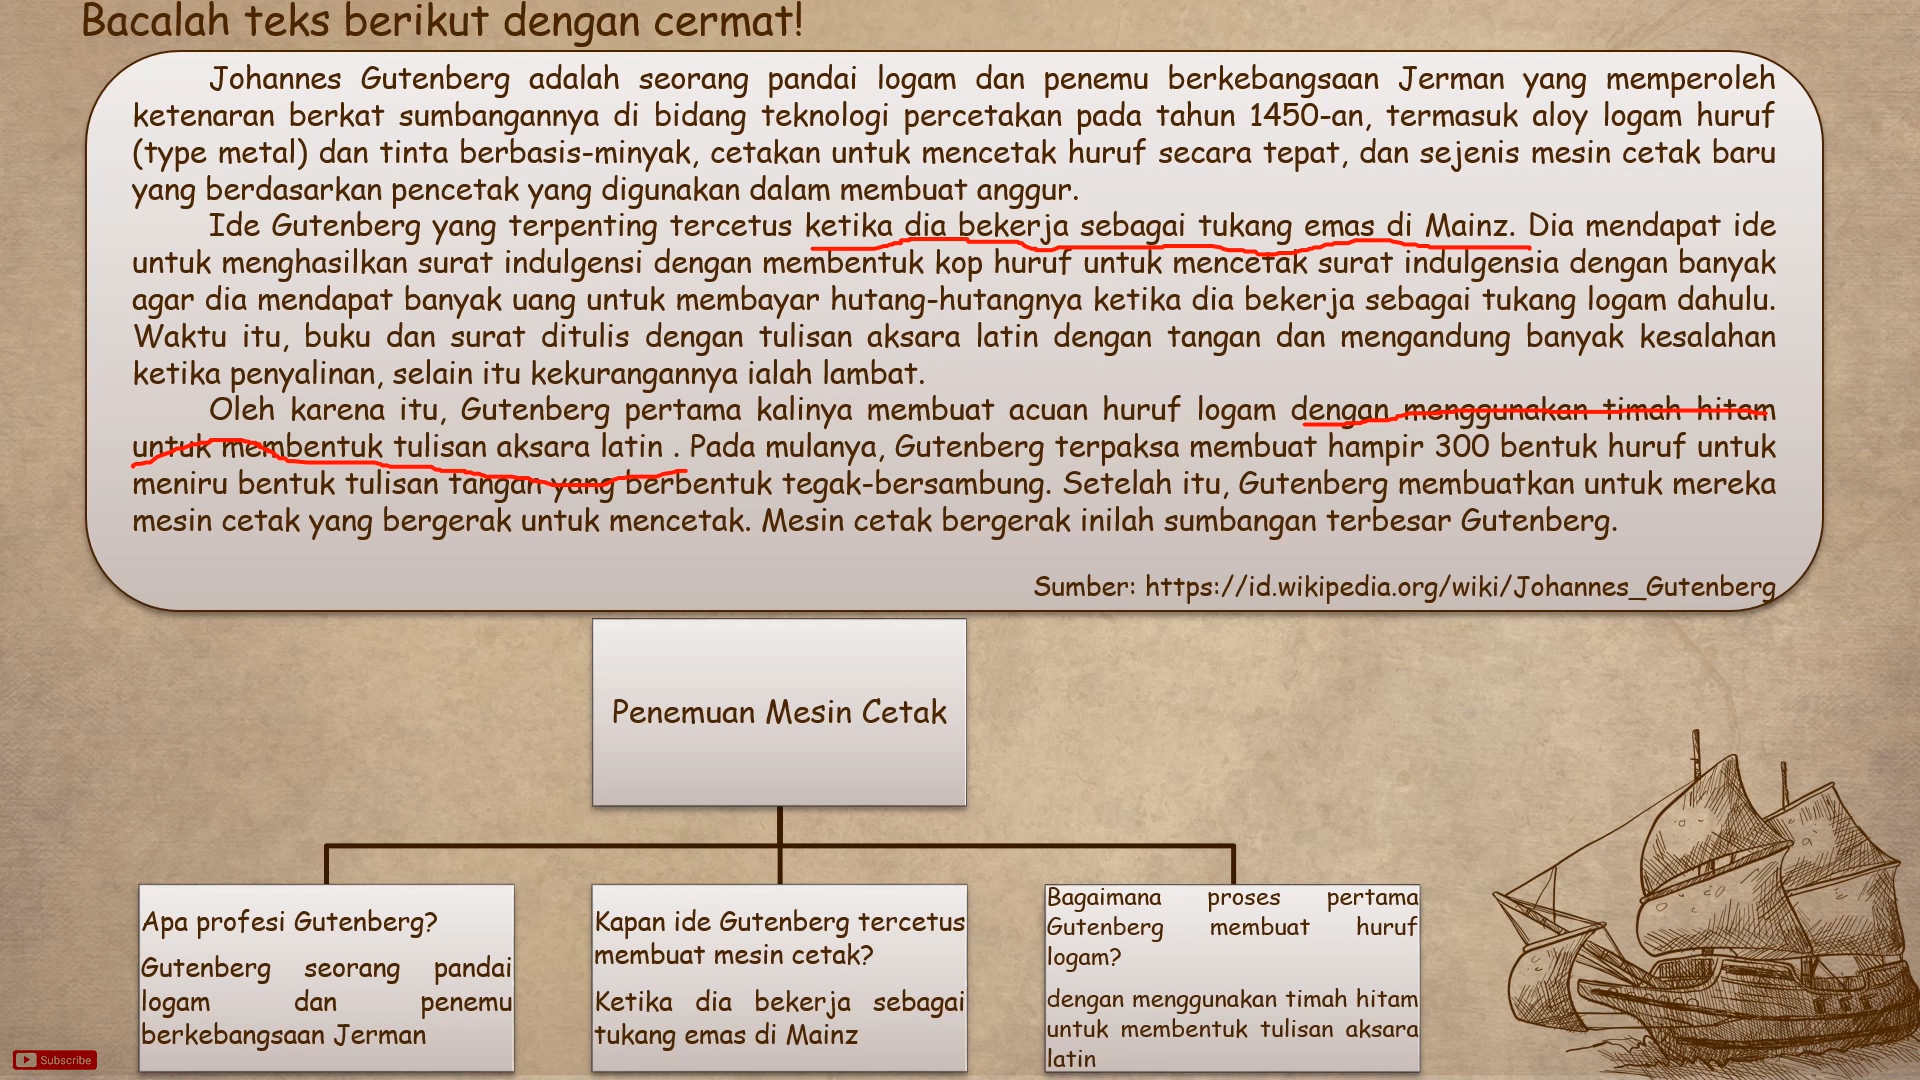 Bacalah teks berikut dengan cermat!
Johannes Gutenberg adalah seorang pandai logam dan penemu berkebangsaan Jerman yang memperoleh
ketenaran berkat sumbangannya di bidang teknologi percetakan pada tahun 1450-an, termasuk aloy logam huruf
(type metal) dan tinta berbasis-minyak, cetakan untuk mencetak huruf secara tepat, dan sejenis mesin cetak baru
yang berdasarkan pencetak yang digunakan dalam membuat anggur.
Ide Gutenberg yang terpenting tercetus ketika dia bekerja sebagai tukang emas di Mainz. Dia mendapat ide
untuk menghasilkan surat indulgensi dengan membentuk kop huruf untuk mencetak surat indulgensia dengan banyak
agar dia mendapat banyak uang untuk membayar hutang-hutangnya ketika dia bekerja sebagai tukang logam dahulu.
Waktu itu, buku dan surat ditulis dengan tulisan aksara latin dengan tangan dan mengandung banyak kesalahan
ketika penyalinan, selain itu kekurangannya ialah lambat.
Oleh karena itu, Gutenberg pertama kalinya membuat acuan huruf logam dengan menggunakan timah hitam
untuk membentuk tulisan aksara latin . Pada mulanya, Gutenberg terpaksa membuat hampir 300 bentuk huruf untuk
meniru bentuk tulisan tangan yang berbentuk tegak-bersambung. Setelah itu, Gutenberg membuatkan untuk mereka
mesin cetak yang bergerak untuk mencetak. Mesin cetak bergerak inilah sumbangan terbesar Gutenberg.
Sumber: https://id.wikipedia.org/wiki/Johannes_Gutenberg
Penemuan Mesin Cetak
Apa profesi Gutenberg?
Gutenberg seorang pandai
logam dan penemu
berkebangsaan Jerman
Kapan ide Gutenberg tercetus
membuat mesin cetak?
Ketika dia bekerja sebagai
tukang emas di Mainz
Bagaimana proses pertama
Gutenberg membuat huruf
logam?
dengan menggunakan timah hitam
untuk membentuk tulisan aksara
latin
Subscribe